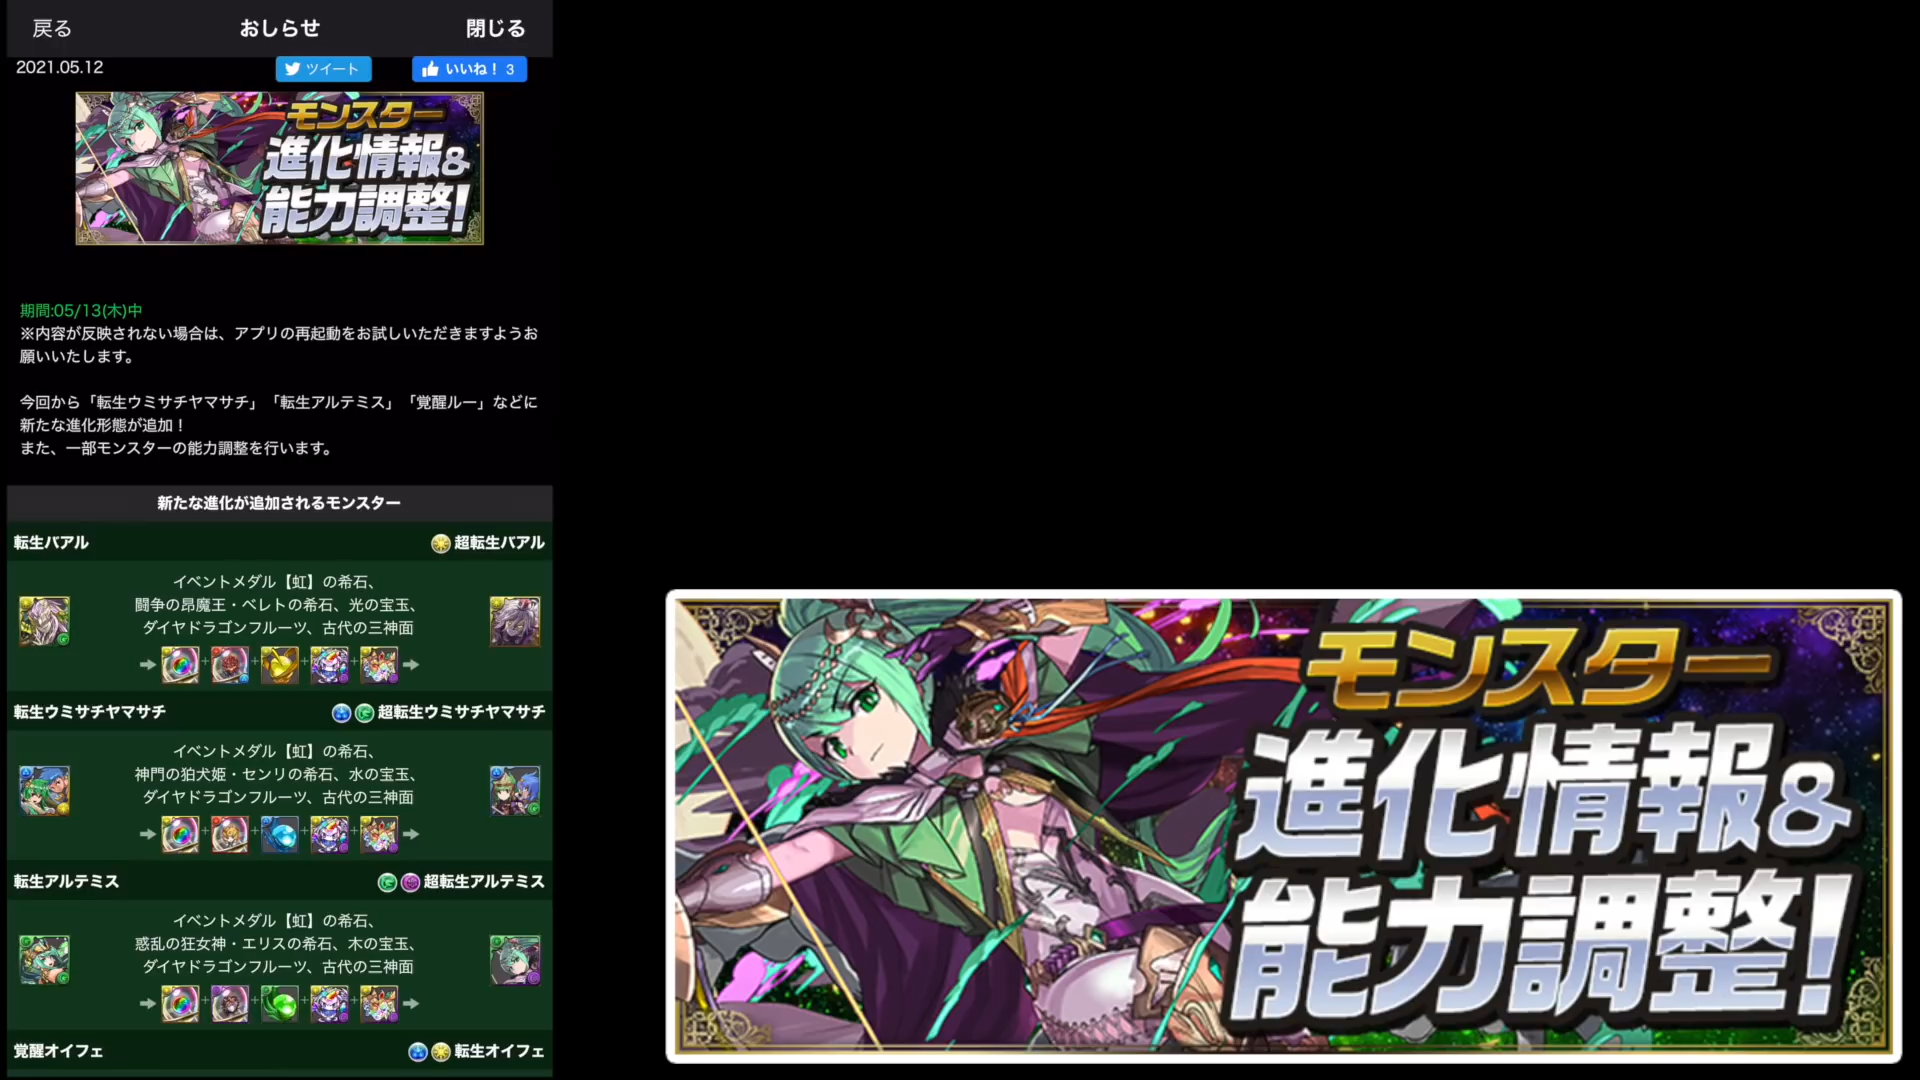 戻る
おしらせ
閉じる
2021.05.12
ツイート
いいね！ 3
モンスター
進化情報&
能力調整!
期間:05/13(木)中
※内容が反映されない場合は、アプリの再起動をお試しいただきますようお
願いいたします。
今回から「転生ウミサチヤマサチ」「転生アルテミス」「覚醒ルー」などに
新たな進化形態が追加！
また、一部モンスターの能力調整を行います。
新たな進化が追加されるモンスター
転生バアル
超転生バアル
イベントメダル【虹】の希石、
闘争の昂魔王・ベレトの希石、光の宝玉、
ダイヤドラゴンフルーツ、古代の三神面
転生ウミサチヤマサチ
超転生ウミサチヤマサチ
イベントメダル【虹】の希石、
神門の狛犬姫・センリの希石、水の宝玉、
ダイヤドラゴンフルーツ、古代の三神面
転生アルテミス
超転生アルテミス
イベントメダル【虹】の希石、
惑乱の狂女神・エリスの希石、木の宝玉、
ダイヤドラゴンフルーツ、古代の三神面
覚醒オイフェ
転生オイフェ
モンスター
進化情報&
能力調整!